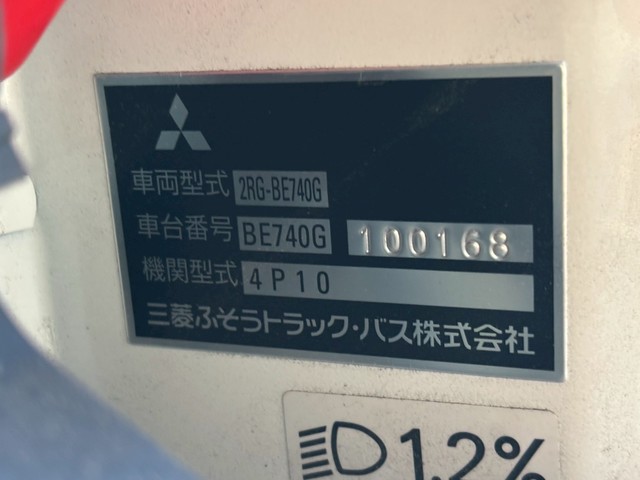 車両型式 2RG-BE740G
車台番号 BE740G 100168
機関型式 4P10
三菱ふそうトラック・バス株式会社
1.2%